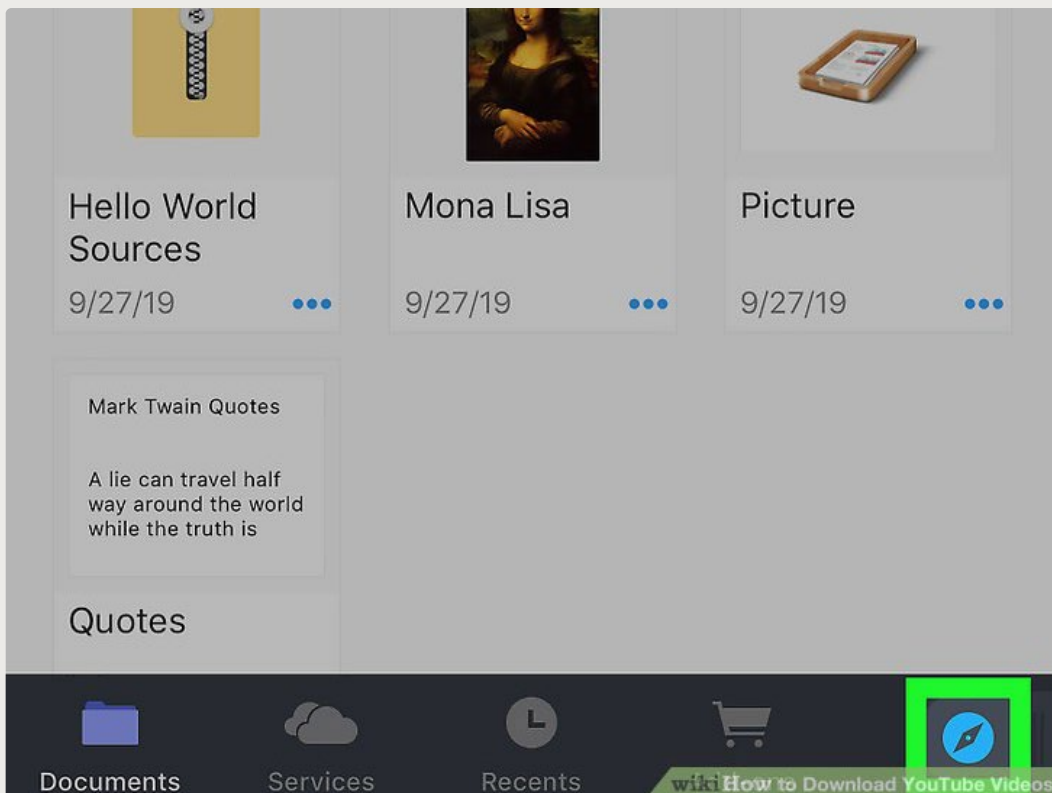 Hello World
Sources
9/27/19
Mona Lisa
9/27/19
Picture
9/27/19
Mark Twain Quotes
A lie can travel half
way around the world
while the truth is
Quotes
Documents
Services
Recents
wikiHow to Download YouTube Videos